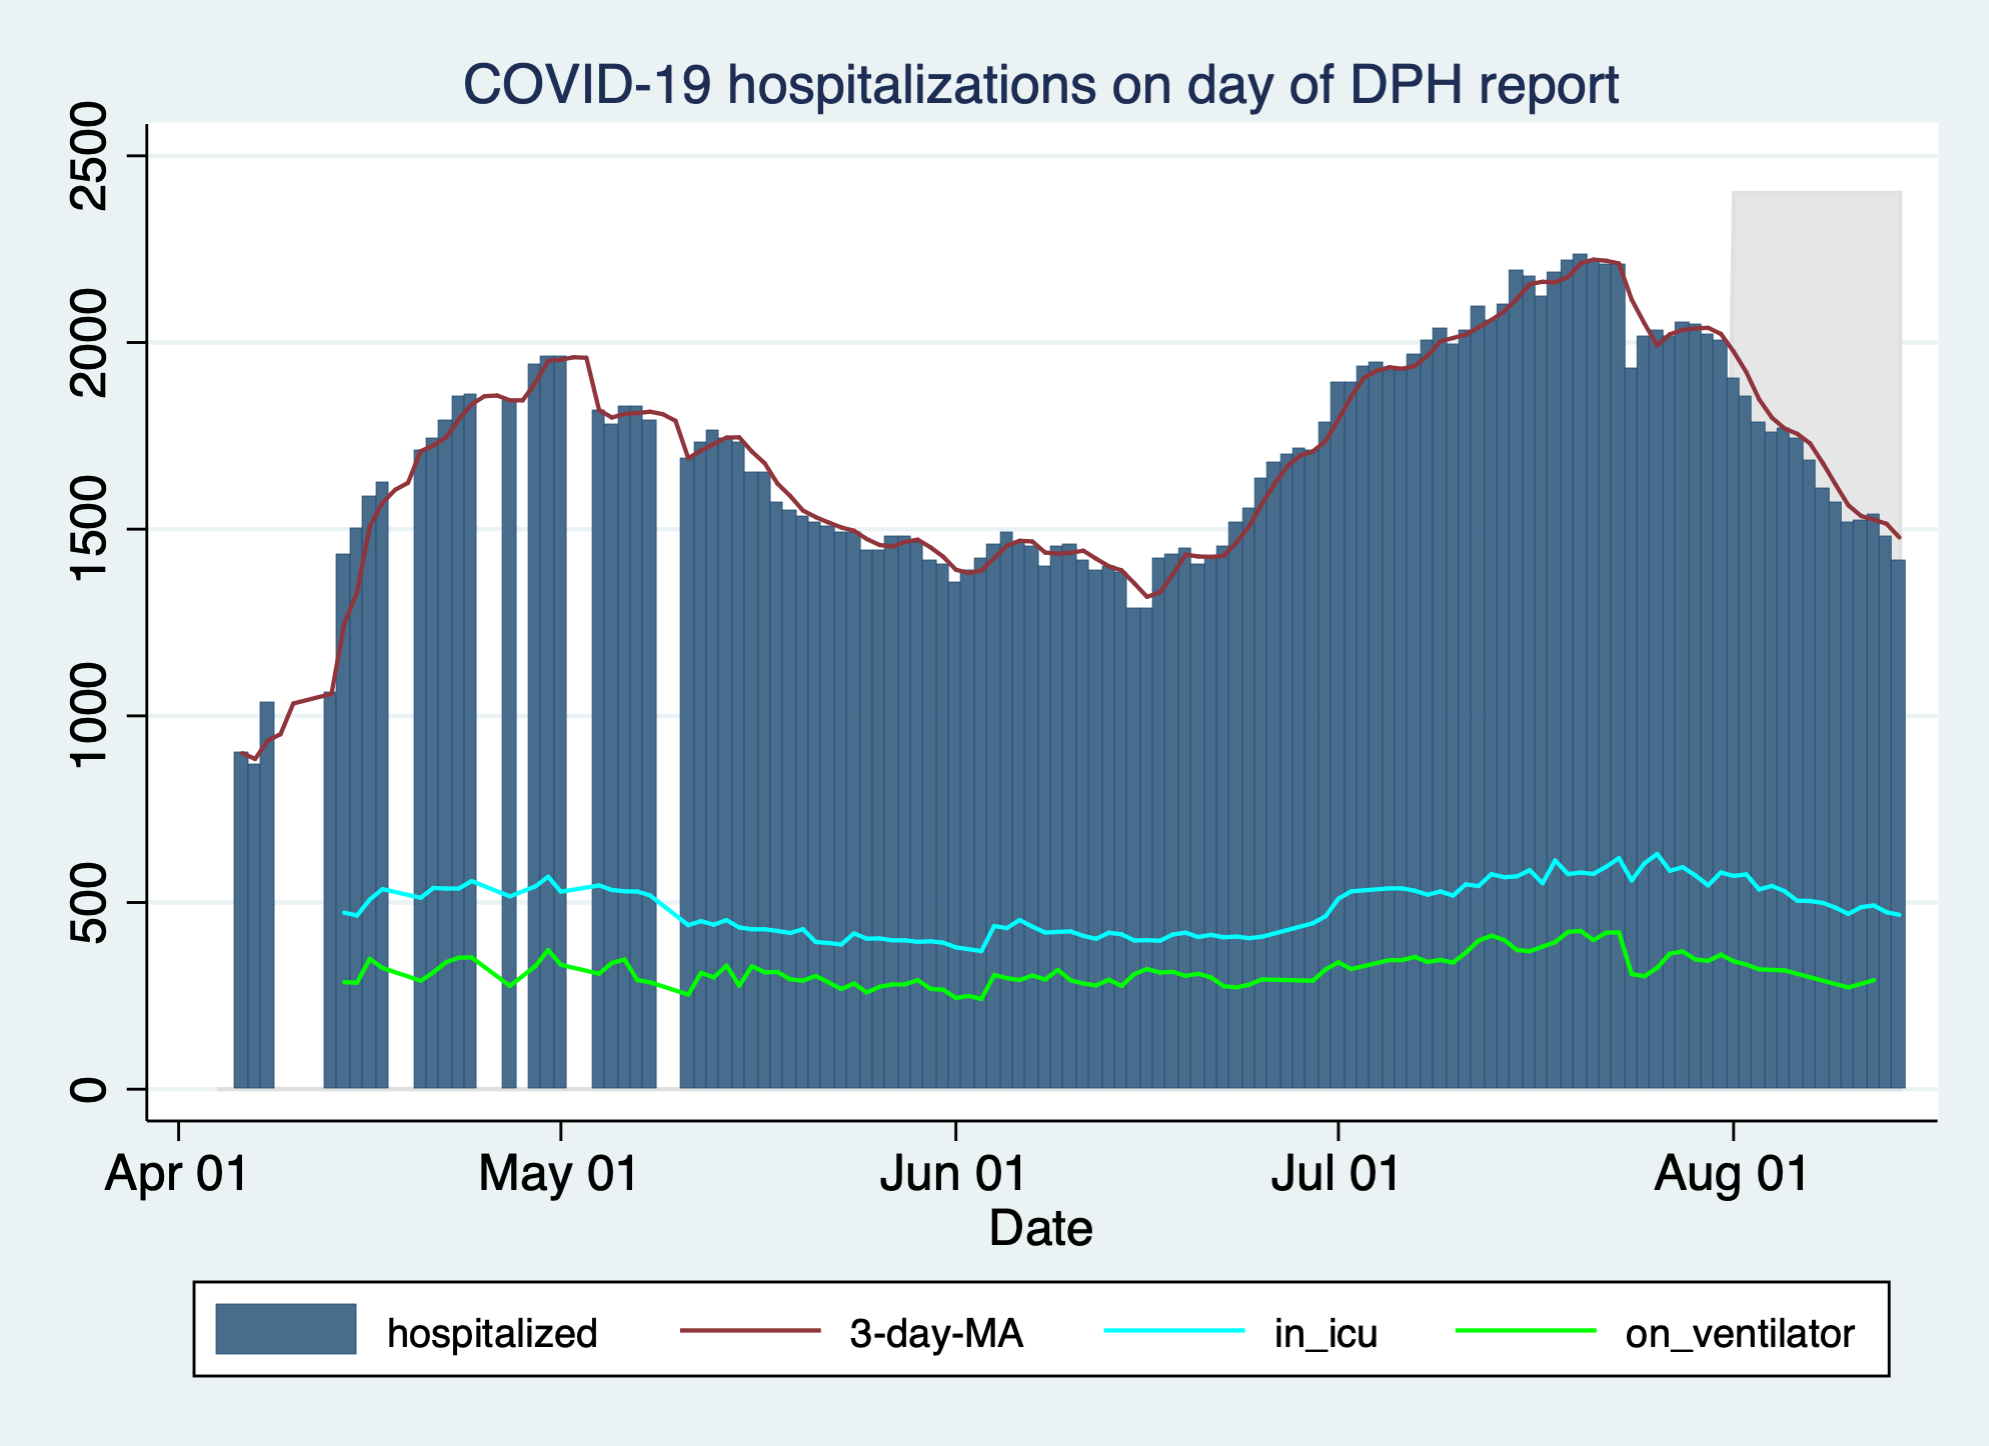 COVID-19 hospitalizations on day of DPH report
2500
2000
1500
1000
500
0
Apr 01 May 01 Jun 01 Jul 01 Aug 01
Date
hospitalized 3-day-MA in_icu on_ventilator